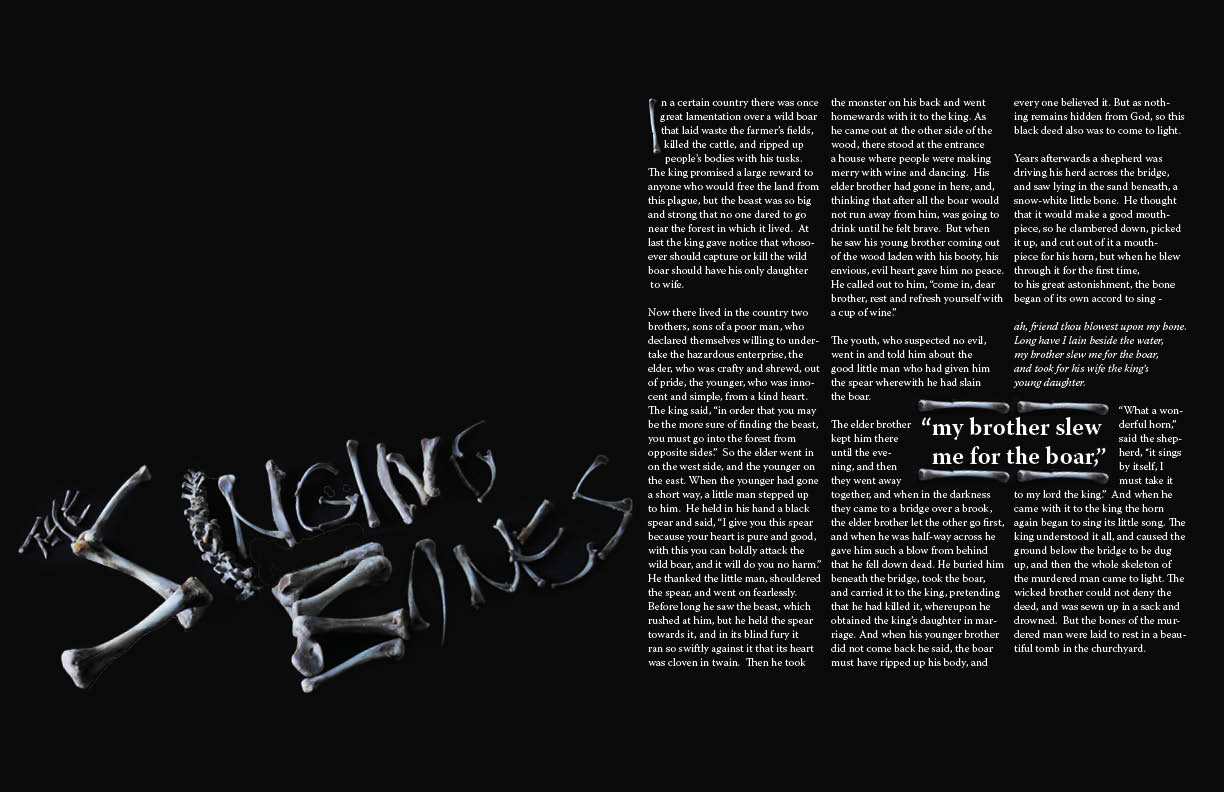 THE
SINGING
BONES
In a certain country there was once
great lamentation over a wild boar
that laid waste the farmer's fields,
killed the cattle, and ripped up
people's bodies with his tusks.
The king promised a large reward to
anyone who would free the land from
this plague, but the beast was so big
and strong that no one dared to go
near the forest in which it lived.  At
last the king gave notice that whoso-
ever should capture or kill the wild
boar should have his only daughter
to wife.
Now there lived in the country two
brothers, sons of a poor man, who
declared themselves willing to under-
take the hazardous enterprise, the
elder, who was crafty and shrewd, out
of pride, the younger, who was inno-
cent and simple, from a kind heart.
The king said, “in order that you may
be the more sure of finding the beast,
you must go into the forest from
opposite sides.”  So the elder went in
on the west side, and the younger on
the east.  When the younger had gone
a short way, a little man stepped up
to him.  He held in his hand a black
spear and said, “I give you this spear
because your heart is pure and good,
with this you can boldly attack the
wild boar, and it will do you no harm.”
He thanked the little man, shouldered
the spear, and went on fearlessly.
Before long he saw the beast, which
rushed at him, but he held the spear
towards it, and in its blind fury it
ran so swiftly against it that its heart
was cloven in twain.  Then he took
the monster on his back and went
homewards with it to the king.  As
he came out at the other side of the
wood, there stood at the entrance
a house where people were making
merry with wine and dancing.  His
elder brother had gone in here, and,
thinking that after all the boar would
not run away from him, was going to
drink until he felt brave.  But when
he saw his young brother coming out
of the wood laden with his booty, his
envious, evil heart gave him no peace.
He called out to him, “come in, dear
brother, rest and refresh yourself with
a cup of wine.”
The youth, who suspected no evil,
went in and told him about the
good little man who had given him
the spear wherewith he had slain
the boar.
The elder brother
kept him there
until the eve-
ning, and then
they went away
together, and when in the darkness
they came to a bridge over a brook,
the elder brother let the other go first,
and when he was half-way across he
gave him such a blow from behind
that he fell down dead. He buried him
beneath the bridge, took the boar,
and carried it to the king, pretending
that he had killed it, whereupon he
obtained the king's daughter in mar-
riage. And when his younger brother
did not come back he said, the boar
must have ripped up his body, and
“my brother slew
me for the boar,”
every one believed it. But as noth-
ing remains hidden from God, so this
black deed also was to come to light.
Years afterwards a shepherd was
driving his herd across the bridge,
and saw lying in the sand beneath, a
snow-white little bone.  He thought
that it would make a good mouth-
piece, so he clambered down, picked
it up, and cut out of it a mouth-
piece for his horn, but when he blew
through it for the first time,
to his great astonishment, the bone
began of its own accord to sing -
ah, friend thou blowest upon my bone.
Long have I lain beside the water,
my brother slew me for the boar,
and took for his wife the king's
young daughter.
“What a won-
derful horn,”
said the shep-
herd, “it sings
by itself, I
must take it
to my lord the king.”  And when he
came with it to the king the horn
again began to sing its little song.  The
king understood it all, and caused the
ground below the bridge to be dug
up, and then the whole skeleton of
the murdered man came to light. The
wicked brother could not deny the
deed, and was sewn up in a sack and
drowned.  But the bones of the mur-
dered man were laid to rest in a beau-
tiful tomb in the churchyard.